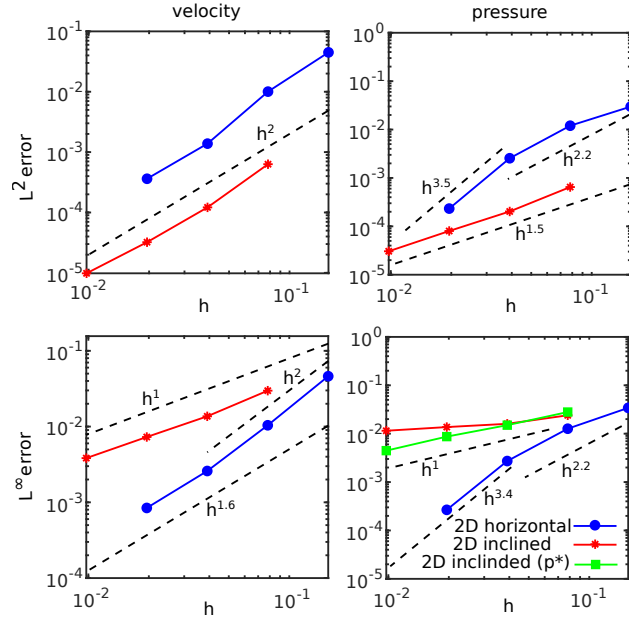 velocity
pressure
10^-1
10^-2
10^-3
10^-4
10^-5
L^2 error
h^2
10^-2
10^-1
h
10^0
10^-1
10^-2
10^-3
10^-4
10^-5
h^3.5
h^2.2
h^1.5
10^-2
10^-1
h
10^-1
10^-2
10^-3
10^-4
L^∞ error
h^1
h^2
h^1.6
10^-2
10^-1
h
10^0
10^-1
10^-2
10^-3
10^-4
10^-5
h^1
h^2.2
h^3.4
2D horizontal
2D inclined
2D inclinded (p*)
10^-2
10^-1
h